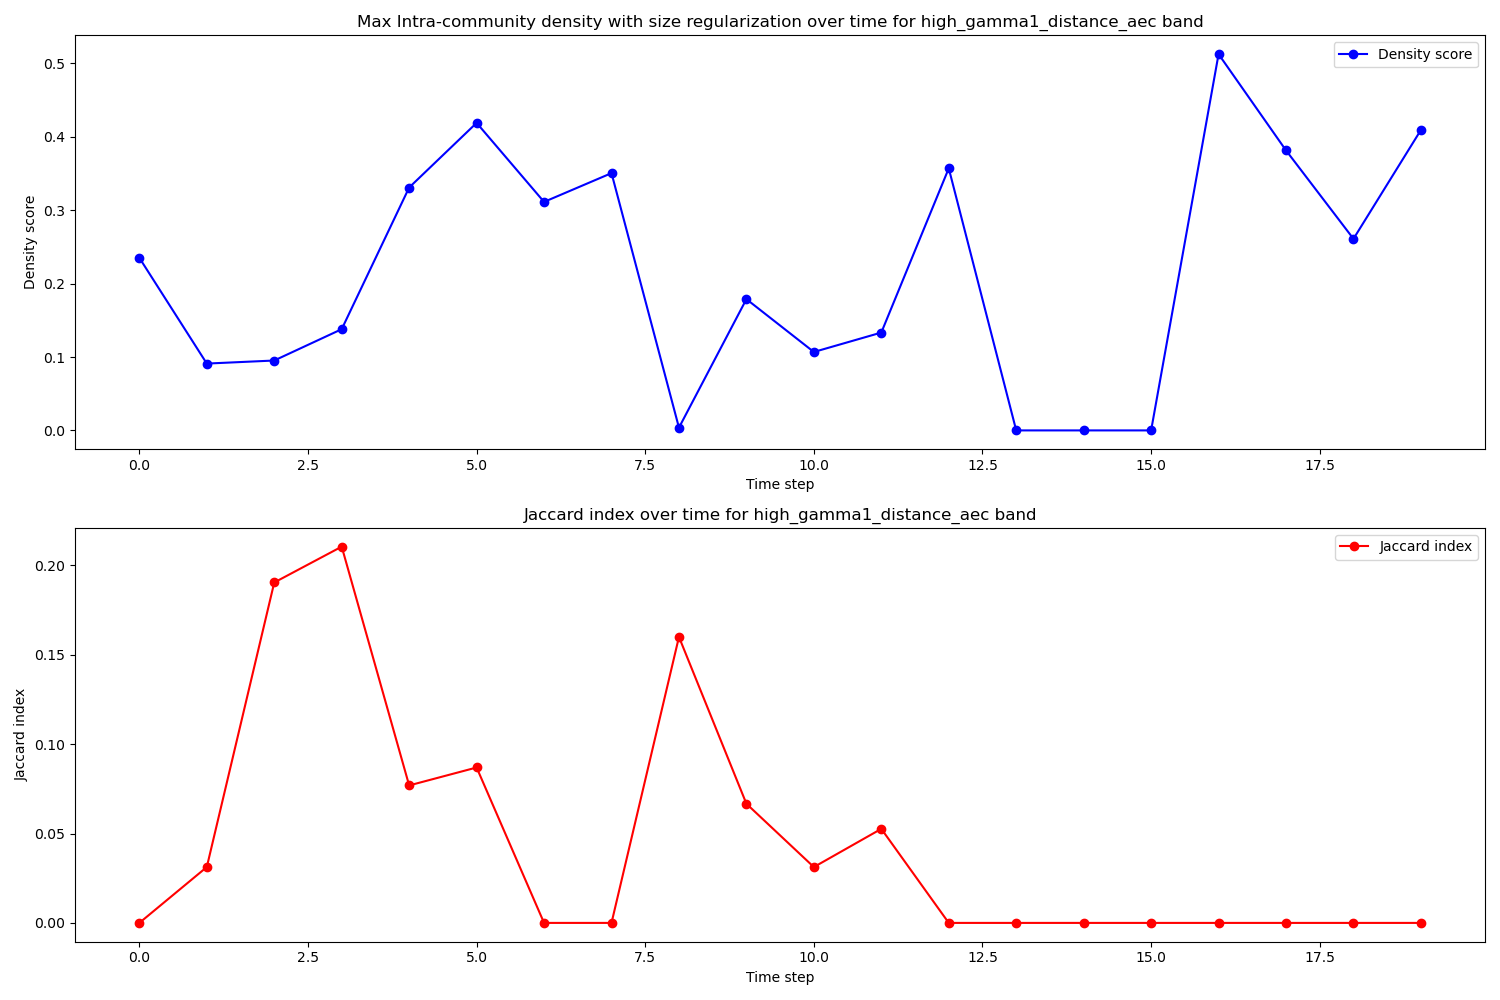 Max Intra-community density with size regularization over time for high_gamma1_distance_aec band
Density score
0.5
0.4
0.3
0.2
0.1
0.0
Density score
0.0 2.5 5.0 7.5 10.0 12.5 15.0 17.5
Time step
Jaccard index over time for high_gamma1_distance_aec band
Jaccard index
0.20
0.15
0.10
0.05
0.00
Jaccard index
0.0 2.5 5.0 7.5 10.0 12.5 15.0 17.5
Time step